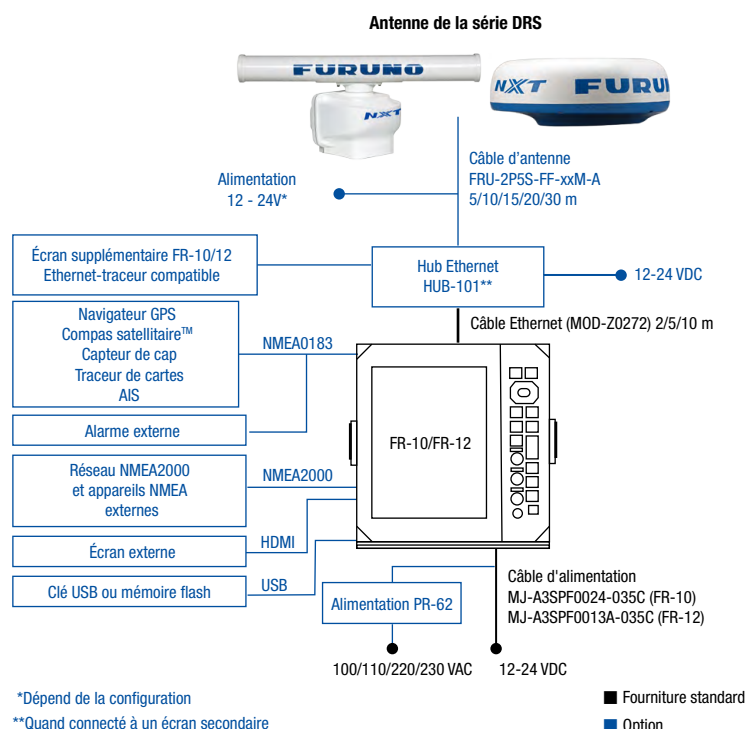 Antenne de la série DRS
FURUNO
NXT
NXT FURU
Câble d'antenne
FRU-2P5S-FF-xxM-A
5/10/15/20/30 m
Alimentation
12 - 24V*
Écran supplémentaire FR-10/12
Ethernet-traceur compatible
Hub Ethernet
HUB-101**
12-24 VDC
Câble Ethernet (MOD-Z0272) 2/5/10 m
Navigateur GPS
Compas satellitaire™
Capteur de cap
Traceur de cartes
AIS
NMEA0183
Alarme externe
FR-10/FR-12
Réseau NMEA2000
et appareils NMEA
externes
NMEA2000
Écran externe
HDMI
Clé USB ou mémoire flash
USB
Alimentation PR-62
Câble d'alimentation
MJ-A3SPF0024-035C (FR-10)
MJ-A3SPF0013A-035C (FR-12)
100/110/220/230 VAC
12-24 VDC
*Dépend de la configuration
**Quand connecté à un écran secondaire
Fourniture standard
Option